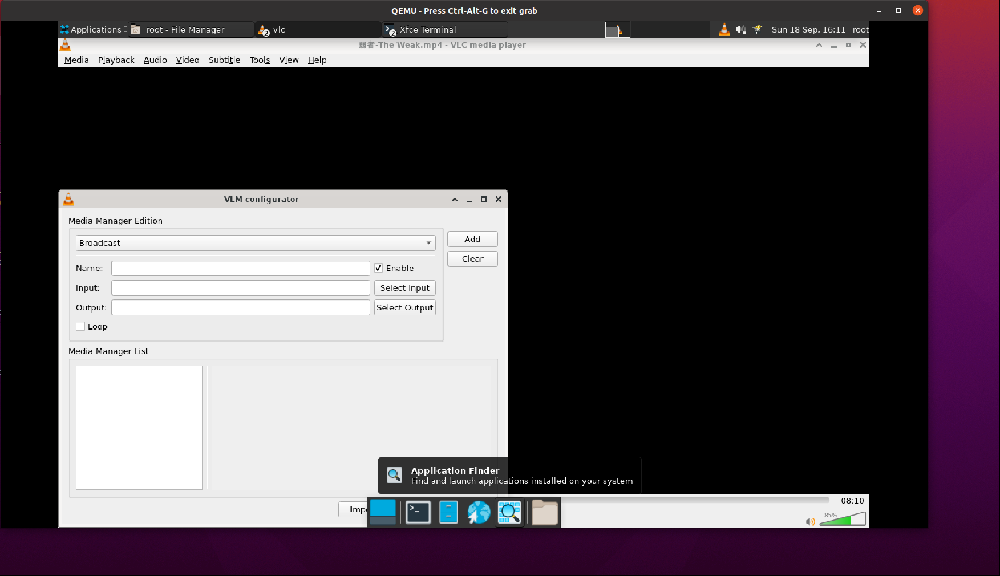 QEMU - Press Ctrl-Alt-G to exit grab
Applications
root - File Manager
2
vlc
2
Xfce Terminal
Sun 18 Sep, 16:11
root
弱者-The Weak.mp4 - VLC media player
Media Playback Audio Video Subtitle Tools View Help
VLM configurator
Media Manager Edition
Broadcast
Add
Clear
Name:
Enable
Input:
Select Input
Output:
Select Output
Loop
Media Manager List
Application Finder
Find and launch applications installed on your system
08:10
85%